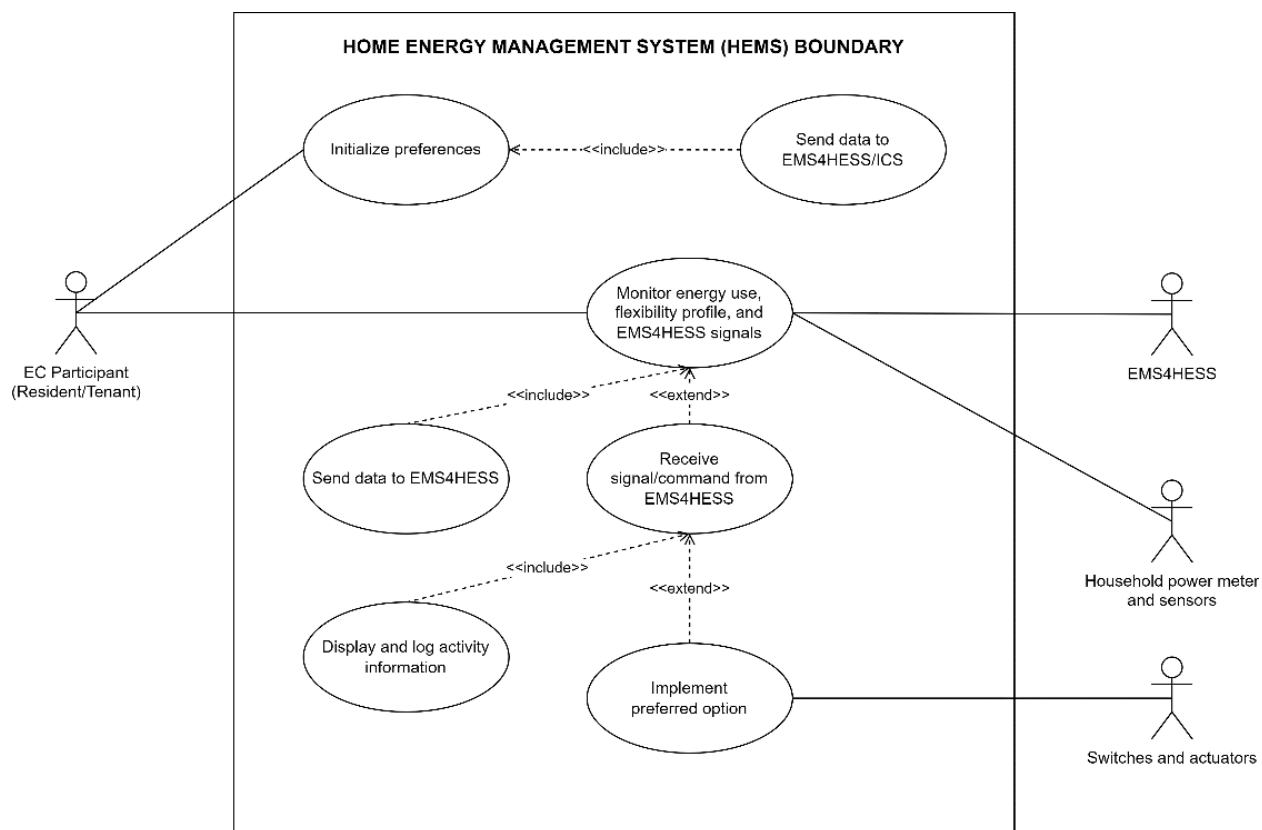 HOME ENERGY MANAGEMENT SYSTEM (HEMS) BOUNDARY
Initialize preferences
<<include>>
Send data to
EMS4HESS/ICS
Monitor energy use,
flexibility profile, and
EMS4HESS signals
EC Participant
(Resident/Tenant)
EMS4HESS
<<include>>
<<extend>>
Send data to EMS4HESS
Receive
signal/command from
EMS4HESS
<<include>>
<<extend>>
Household power meter
and sensors
Display and log activity
information
Implement
preferred option
Switches and actuators